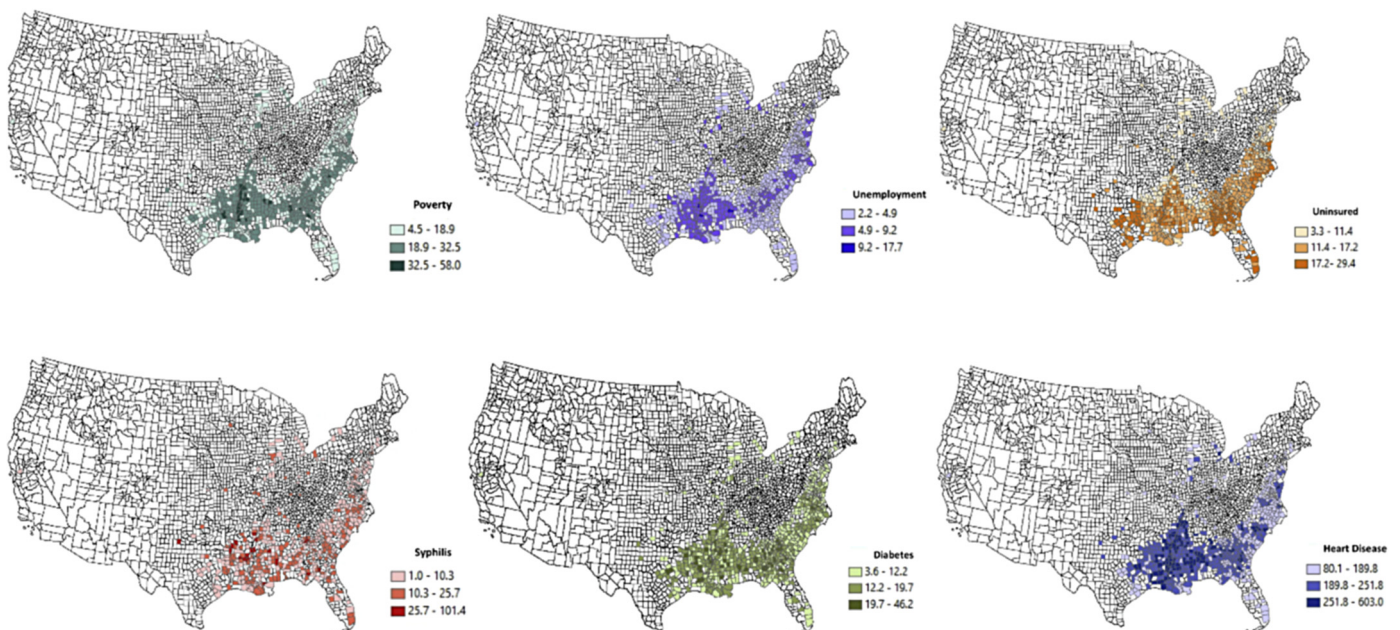 Poverty
4.5 - 18.9
18.9 - 32.5
32.5 - 58.0
Unemployment
2.2 - 4.9
4.9 - 9.2
9.2 - 17.7
Uninsured
3.3 - 11.4
11.4 - 17.2
17.2- 29.4
Syphilis
1.0 - 10.3
10.3 - 25.7
25.7 - 101.4
Diabetes
3.6 - 12.2
12.2 - 19.7
19.7 - 46.2
Heart Disease
80.1 - 189.8
189.8 - 251.8
251.8 - 603.0